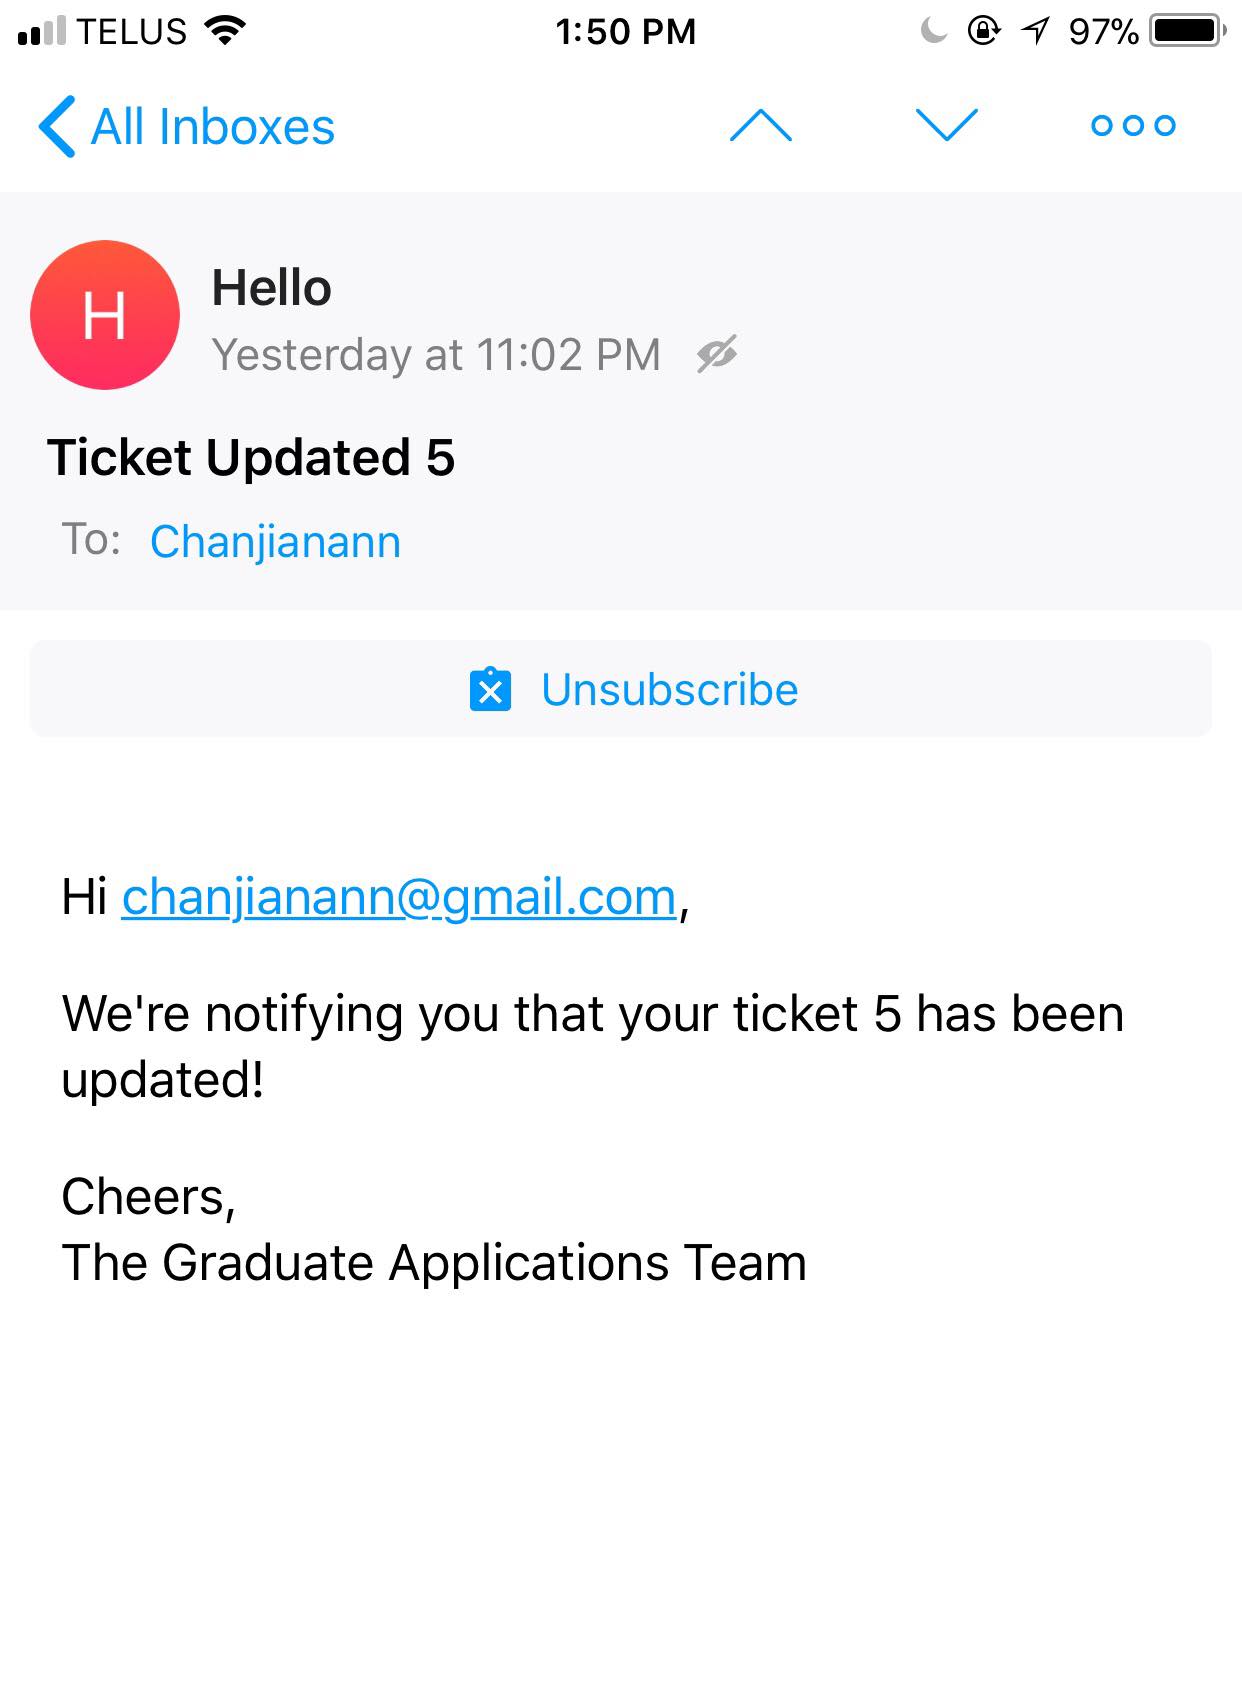 TELUS 1:50 PM 97%
All Inboxes
H
Hello
Yesterday at 11:02 PM
Ticket Updated 5
To: Chanjianann
Unsubscribe
Hi chanjianann@gmail.com,
We're notifying you that your ticket 5 has been
updated!
Cheers,
The Graduate Applications Team